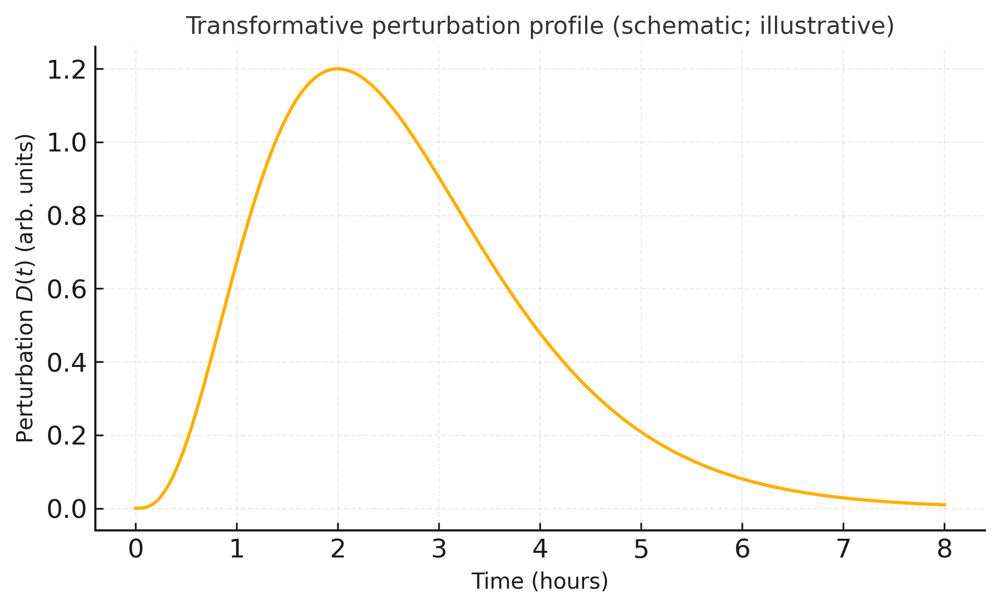 Transformative perturbation profile (schematic; illustrative)
Perturbation D(t) (arb. units)
1.2
1.0
0.8
0.6
0.4
0.2
0.0
0 1 2 3 4 5 6 7 8
Time (hours)